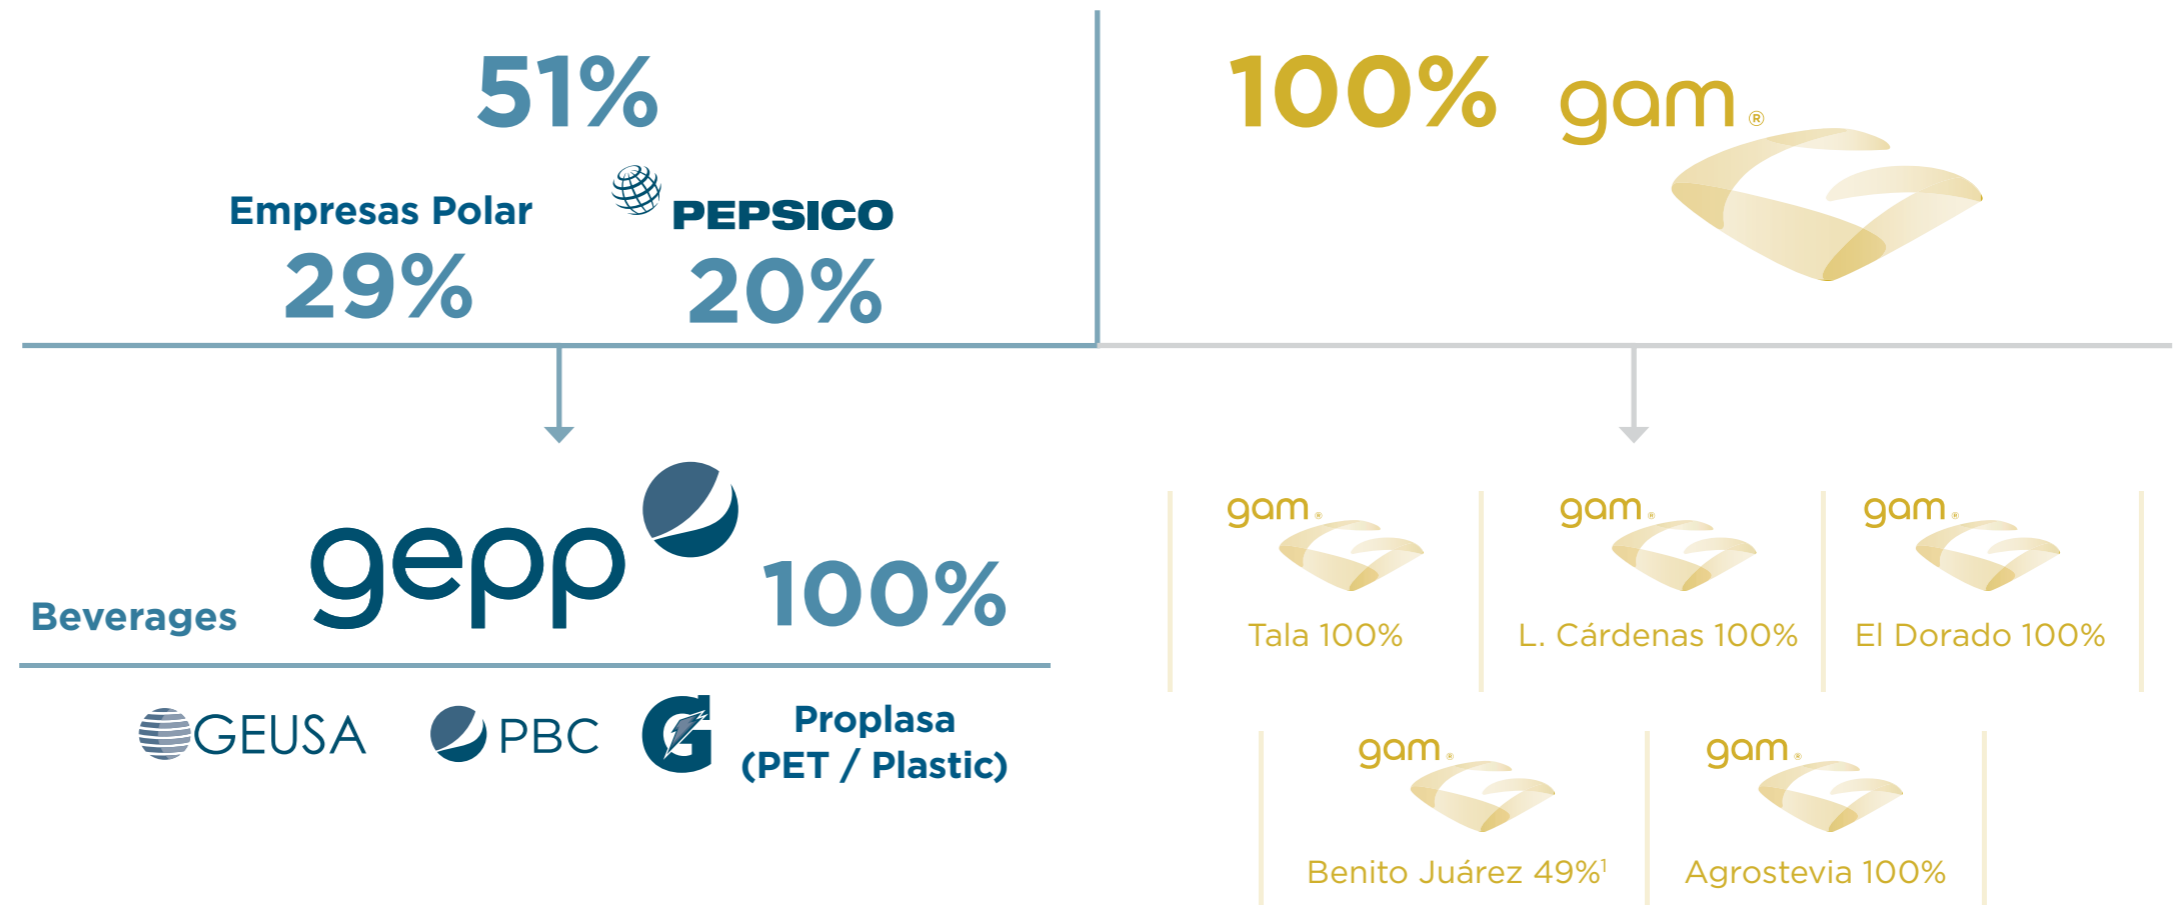 51%
Empresas Polar
PEPSICO
29%
20%
100%
gam®
Beverages
gepp
100%
GEUSA
PBC
G
Proplasa
(PET / Plastic)
gam®
Tala 100%
gam®
L. Cárdenas 100%
gam®
El Dorado 100%
gam®
Benito Juárez 49%¹
gam®
Agrostevia 100%